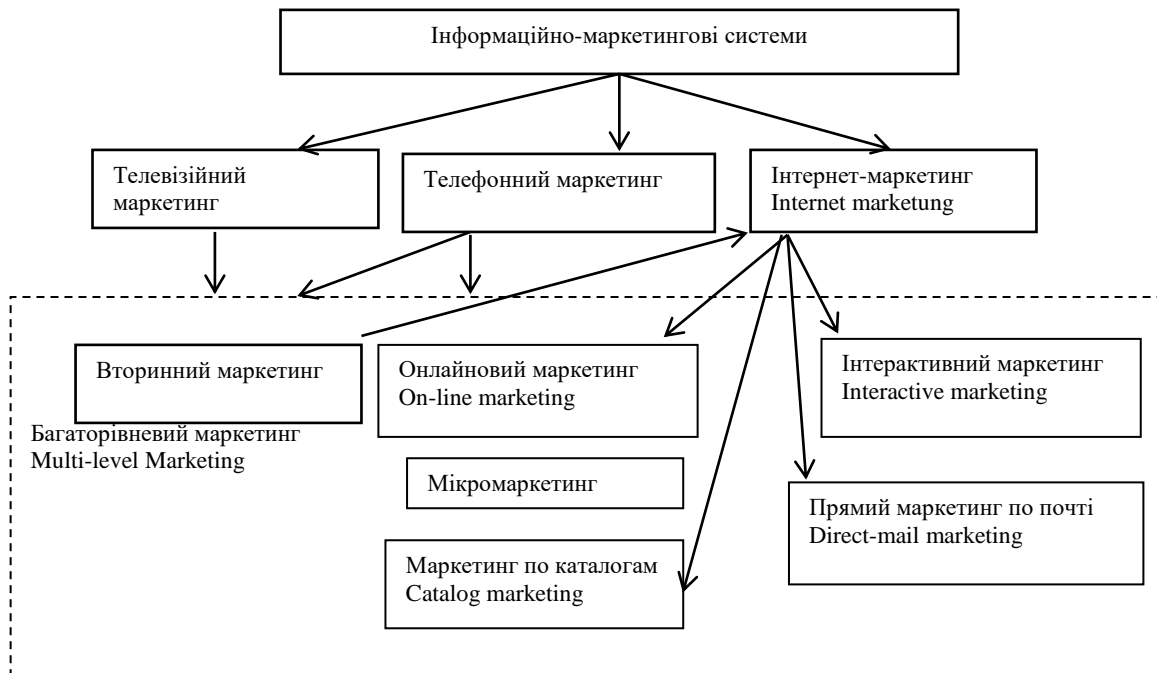 Інформаційно-маркетингові системи
Телевізійний
маркетинг
Телефонний маркетинг
Інтернет-маркетинг
Internet marketung
Вторинний маркетинг
Онлайновий маркетинг
On-line marketing
Інтерактивний маркетинг
Interactive marketing
Багаторівневий маркетинг
Multi-level Marketing
Мікромаркетинг
Прямий маркетинг по почті
Direct-mail marketing
Маркетинг по каталогам
Catalog marketing